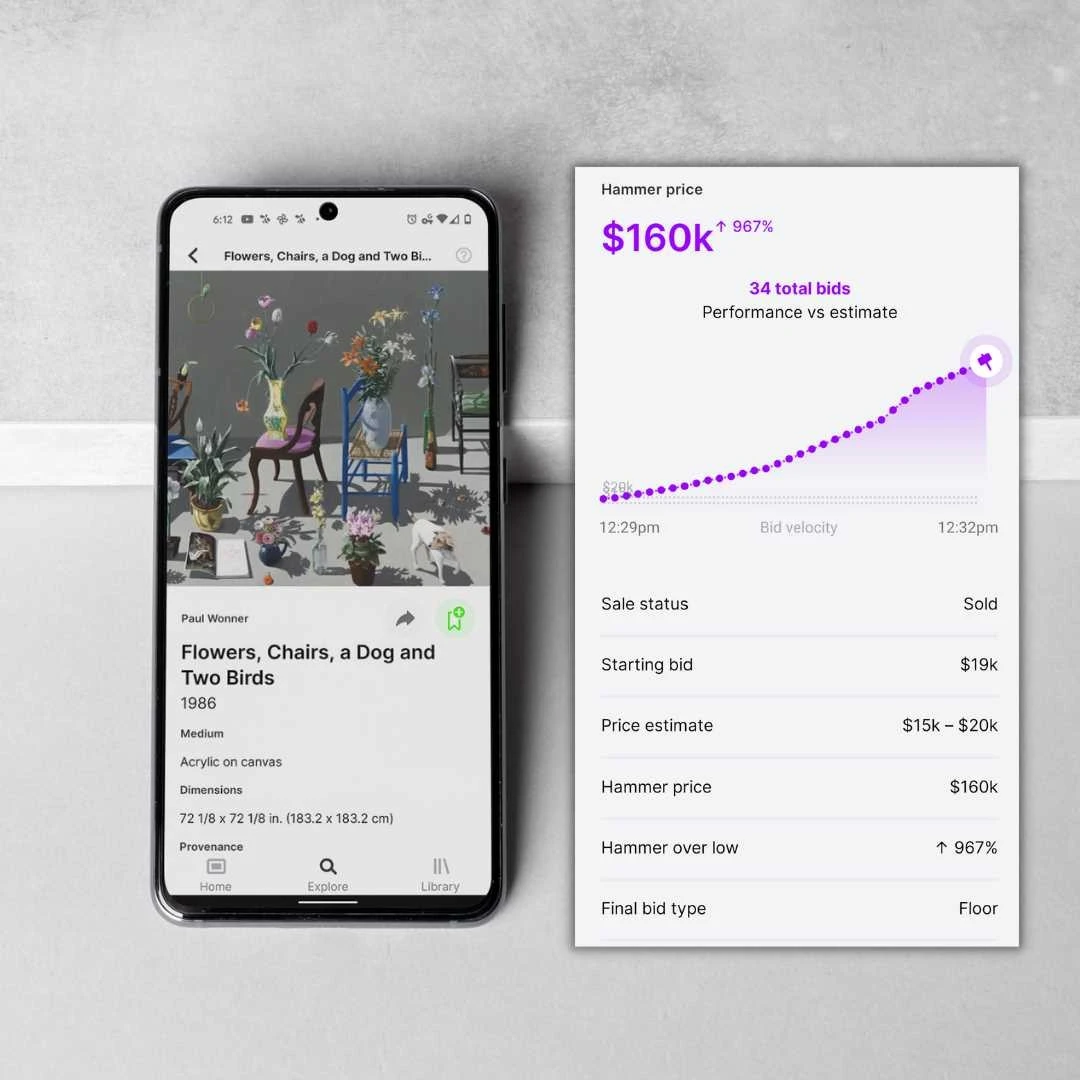 6:12
Flowers, Chairs, a Dog and Two Bi...
Paul Wonner
Flowers, Chairs, a Dog and
Two Birds
1986
Medium
Acrylic on canvas
Dimensions
72 1/8 x 72 1/8 in. (183.2 x 183.2 cm)
Provenance
Home
Explore
Library
Hammer price
$160k ↑ 967%
34 total bids
Performance vs estimate
$20k
12:29pm Bid velocity 12:32pm
Sale status Sold
Starting bid $19k
Price estimate $15k – $20k
Hammer price $160k
Hammer over low ↑ 967%
Final bid type Floor